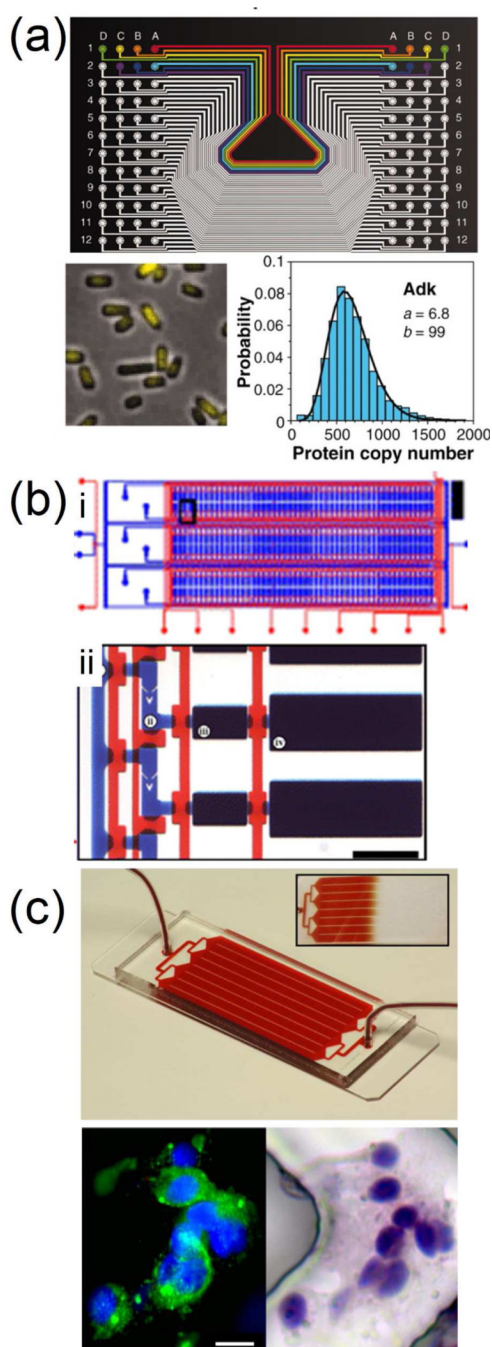 (a)
D C B A A B C D
1 1
2 2
3 3
4 4
5 5
6 6
7 7
8 8
9 9
10 10
11 11
12 12
0.1
0.08
0.06
0.04
0.02
0
Probability
Adk
a = 6.8
b = 99
0 500 1000 1500 2000
Protein copy number
(b)
i
ii
ii
iii
iv
(c)